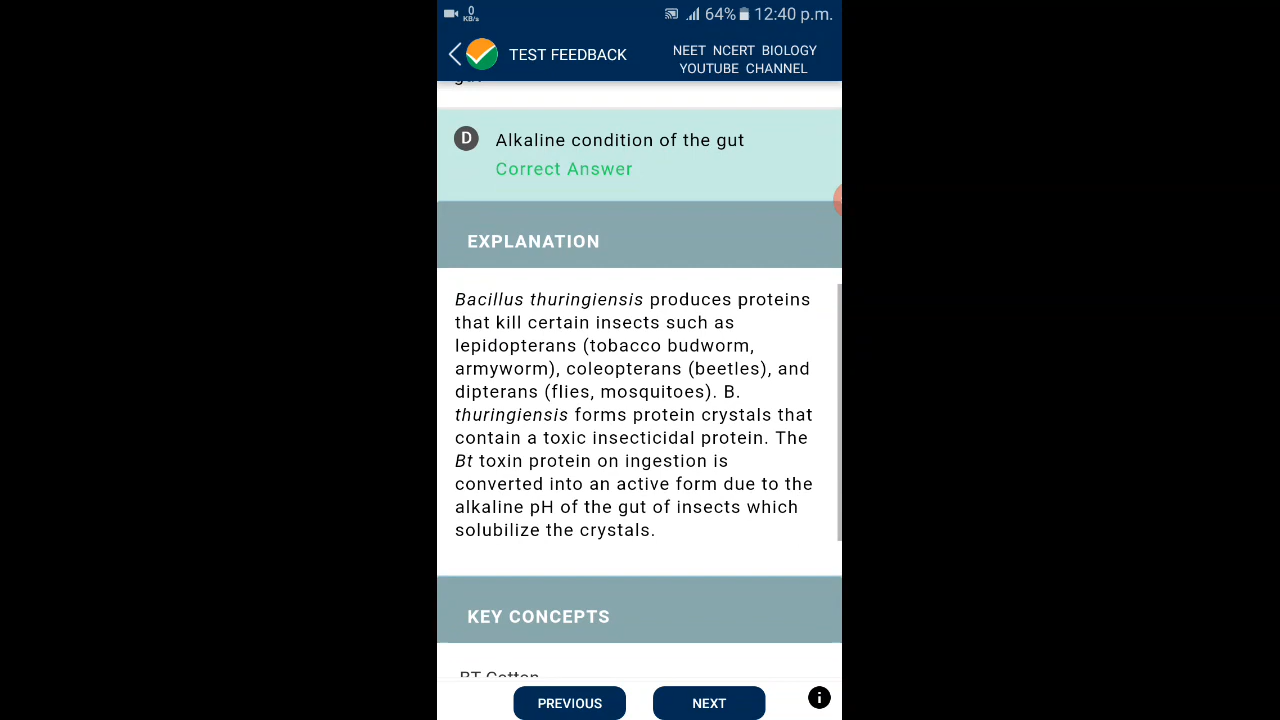 0
KB/s
64% 12:40 p.m.
TEST FEEDBACK
NEET NCERT BIOLOGY
YOUTUBE CHANNEL
D
Alkaline condition of the gut
Correct Answer
EXPLANATION
Bacillus thuringiensis produces proteins
that kill certain insects such as
lepidopterans (tobacco budworm,
armyworm), coleopterans (beetles), and
dipterans (flies, mosquitoes). B.
thuringiensis forms protein crystals that
contain a toxic insecticidal protein. The
Bt toxin protein on ingestion is
converted into an active form due to the
alkaline pH of the gut of insects which
solubilize the crystals.
KEY CONCEPTS
BT Cotton
PREVIOUS
NEXT
i